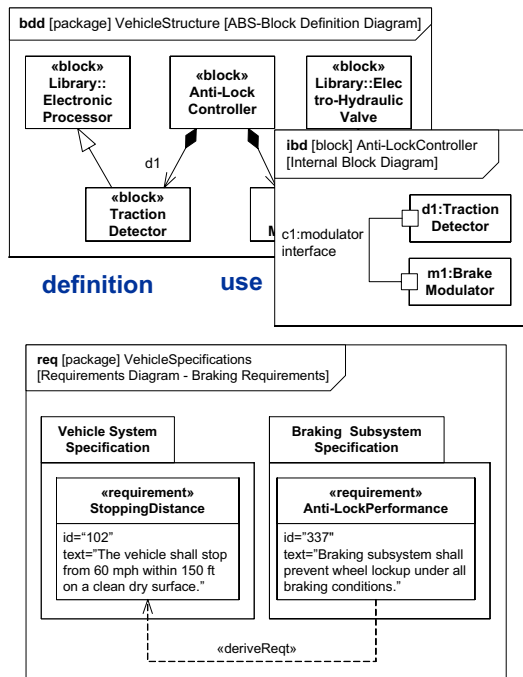 bdd [package] VehicleStructure [ABS-Block Definition Diagram]
«block»
Library::
Electronic
Processor
«block»
Anti-Lock
Controller
«block»
Library::Elec
tro-Hydraulic
Valve
d1
«block»
Traction
Detector
definition
use
ibd [block] Anti-LockController
[Internal Block Diagram]
c1:modulator
interface
d1:Traction
Detector
m1:Brake
Modulator
req [package] VehicleSpecifications
[Requirements Diagram - Braking Requirements]
Vehicle System
Specification
«requirement»
StoppingDistance
id=“102”
text=”The vehicle shall stop
from 60 mph within 150 ft
on a clean dry surface.”
Braking Subsystem
Specification
«requirement»
Anti-LockPerformance
id=”337"
text=”Braking subsystem shall
prevent wheel lockup under all
braking conditions.”
«deriveReqt»